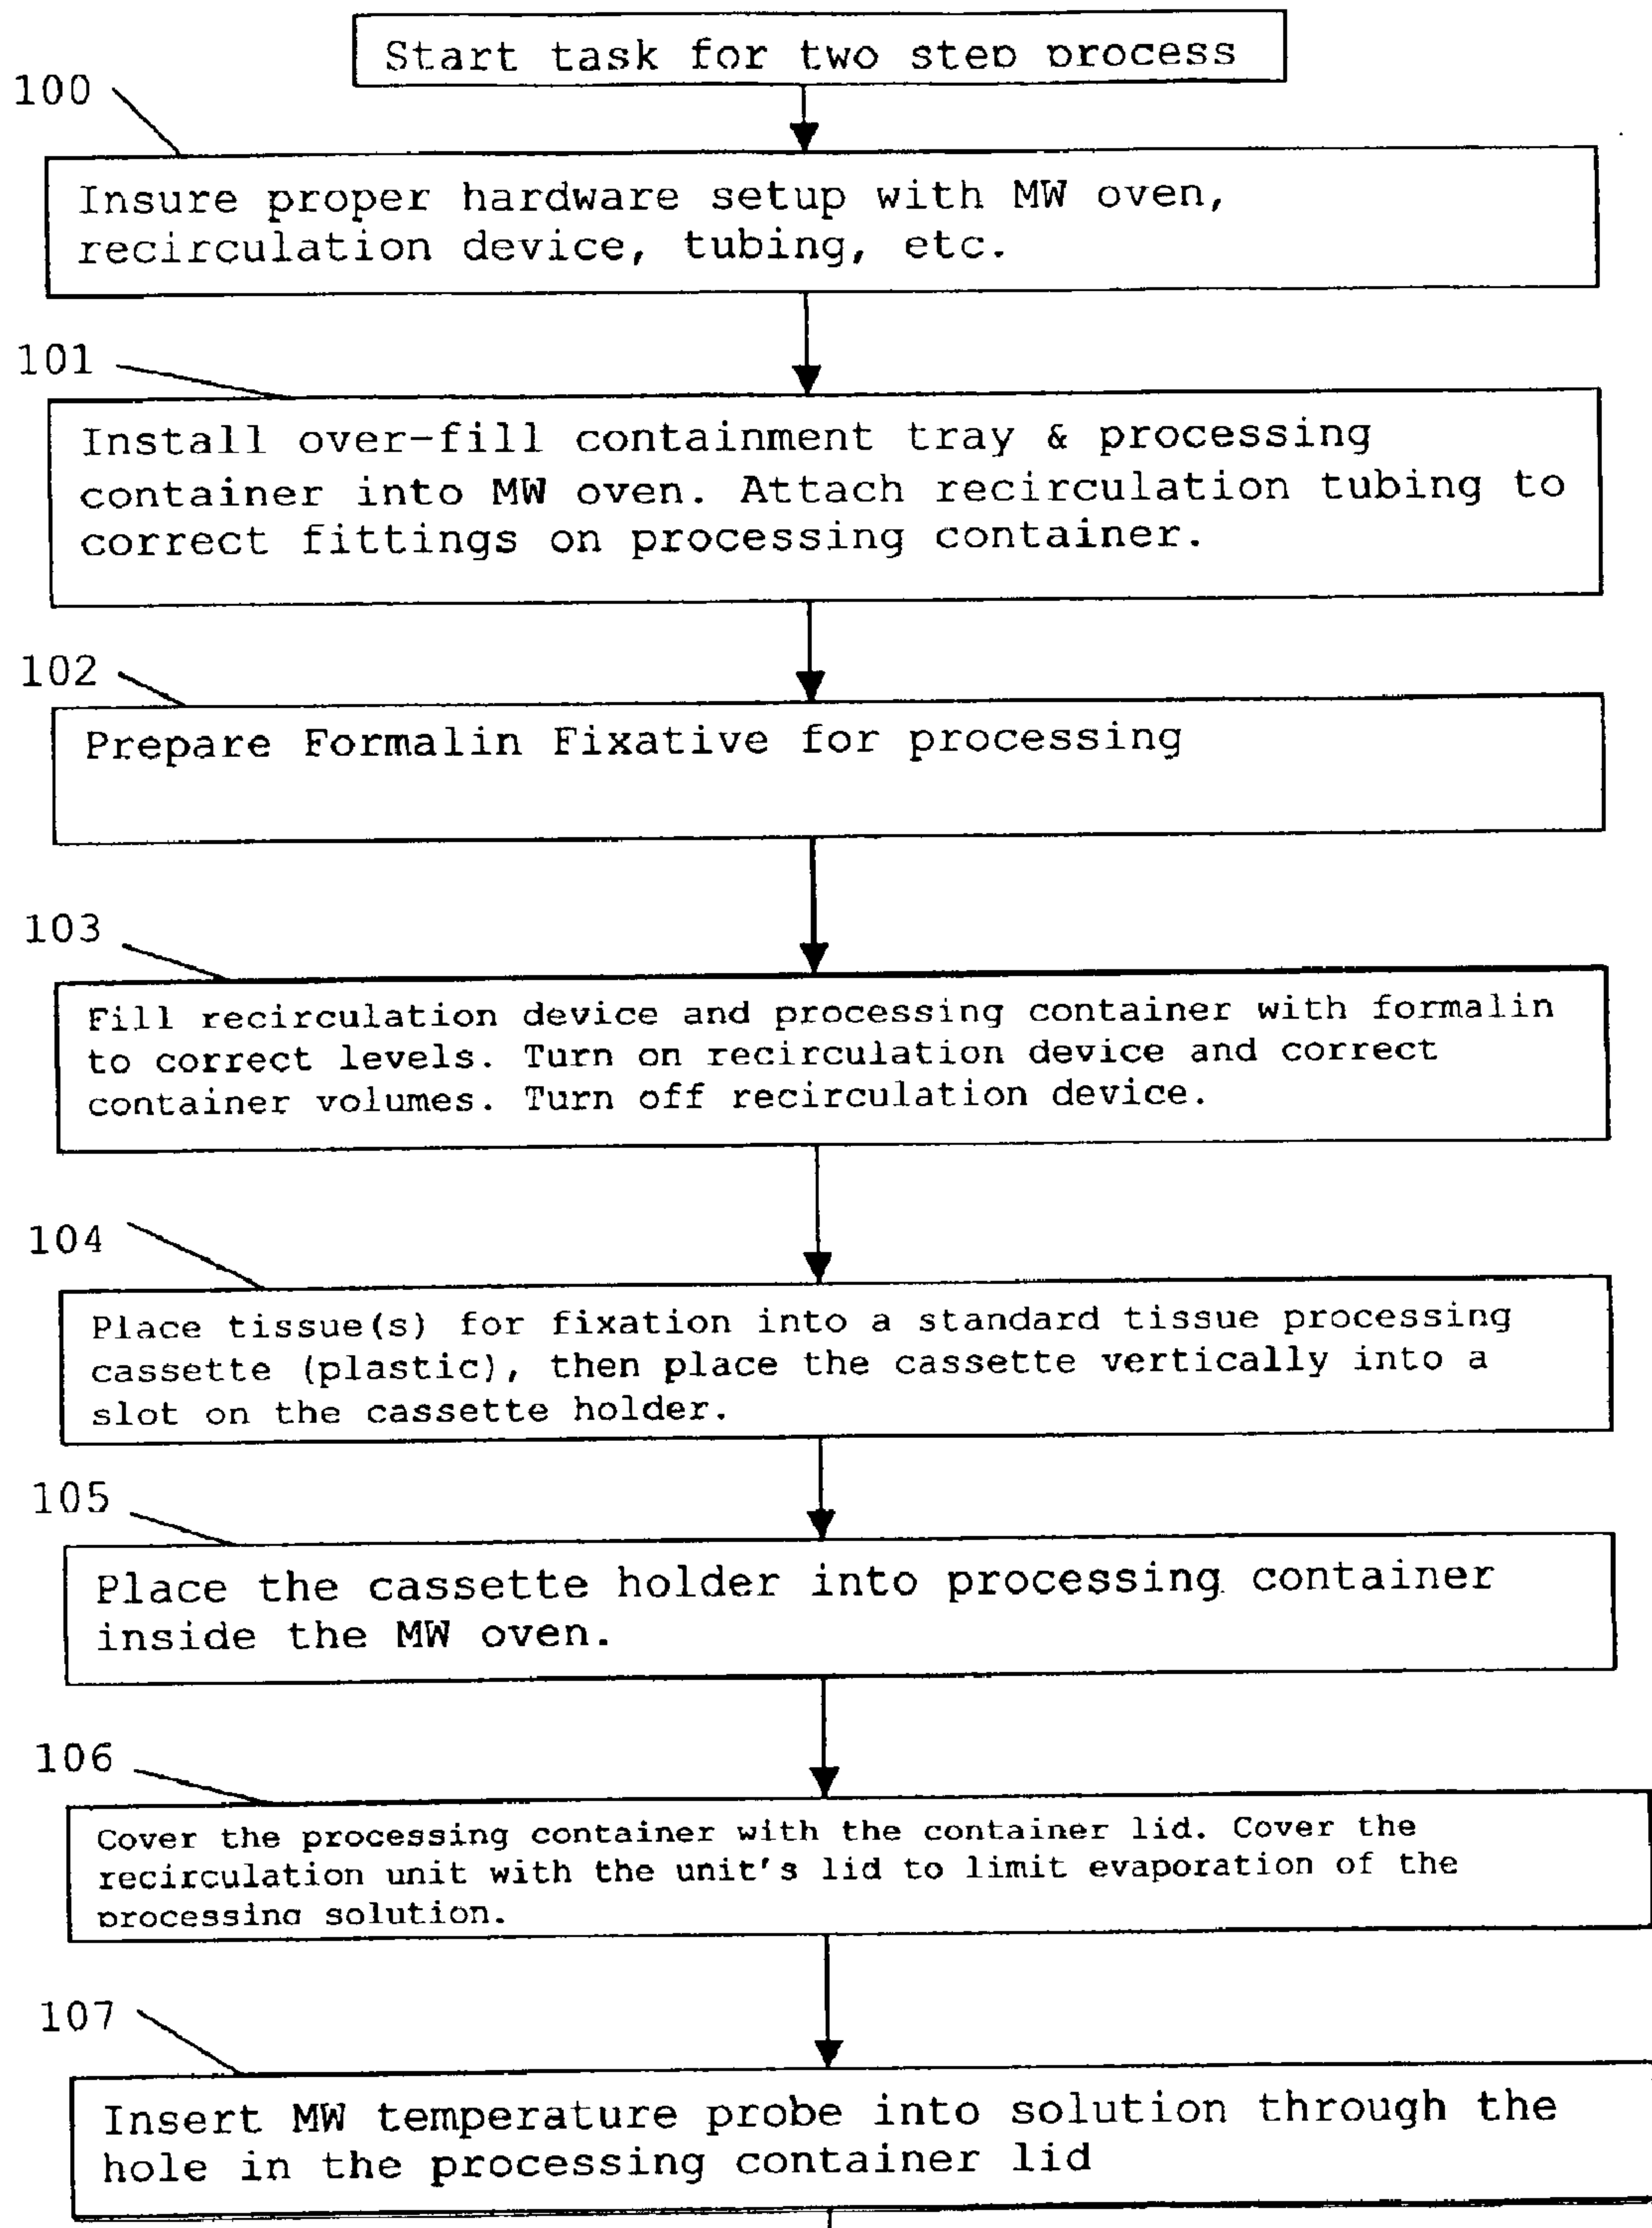 Start task for two step process
100
Insure proper hardware setup with MW oven,
recirculation device, tubing, etc.
101
Install over-fill containment tray & processing
container into MW oven. Attach recirculation tubing to
correct fittings on processing container.
102
Prepare Formalin Fixative for processing
103
Fill recirculation device and processing container with formalin
to correct levels. Turn on recirculation device and correct
container volumes. Turn off recirculation device.
104
Place tissue(s) for fixation into a standard tissue processing
cassette (plastic), then place the cassette vertically into a
slot on the cassette holder.
105
Place the cassette holder into processing container
inside the MW oven.
106
Cover the processing container with the container lid. Cover the
recirculation unit with the unit's lid to limit evaporation of the
processing solution.
107
Insert MW temperature probe into solution through the
hole in the processing container lid